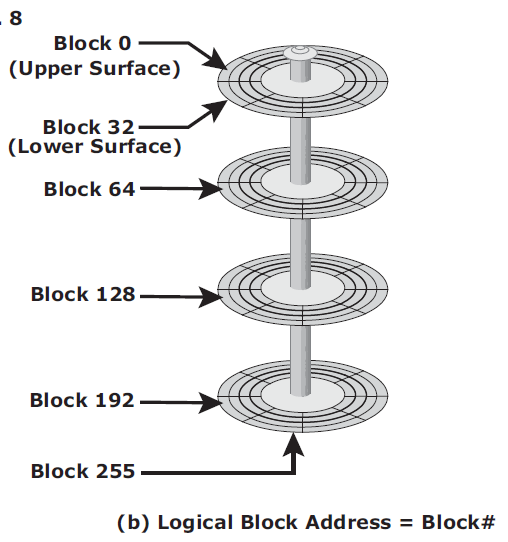 . 8
Block 0
(Upper Surface)
Block 32
(Lower Surface)
Block 64
Block 128
Block 192
Block 255
(b) Logical Block Address = Block#